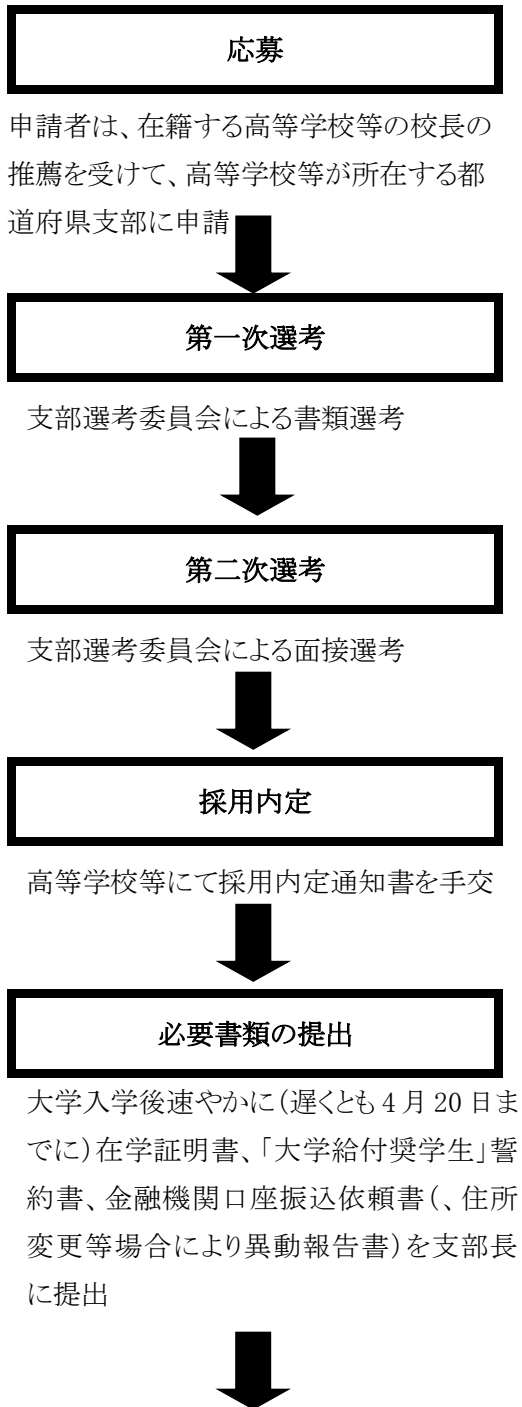 応募
申請者は、在籍する高等学校等の校長の
推薦を受けて、高等学校等が所在する都
道府県支部に申請
第一次選考
支部選考委員会による書類選考
第二次選考
支部選考委員会による面接選考
採用内定
高等学校等にて採用内定通知書を手交
必要書類の提出
大学入学後速やかに(遅くとも4月20日ま
でに)在学証明書、「大学給付奨学生」誓
約書、金融機関口座振込依頼書(、住所
変更等場合により異動報告書)を支部長
に提出